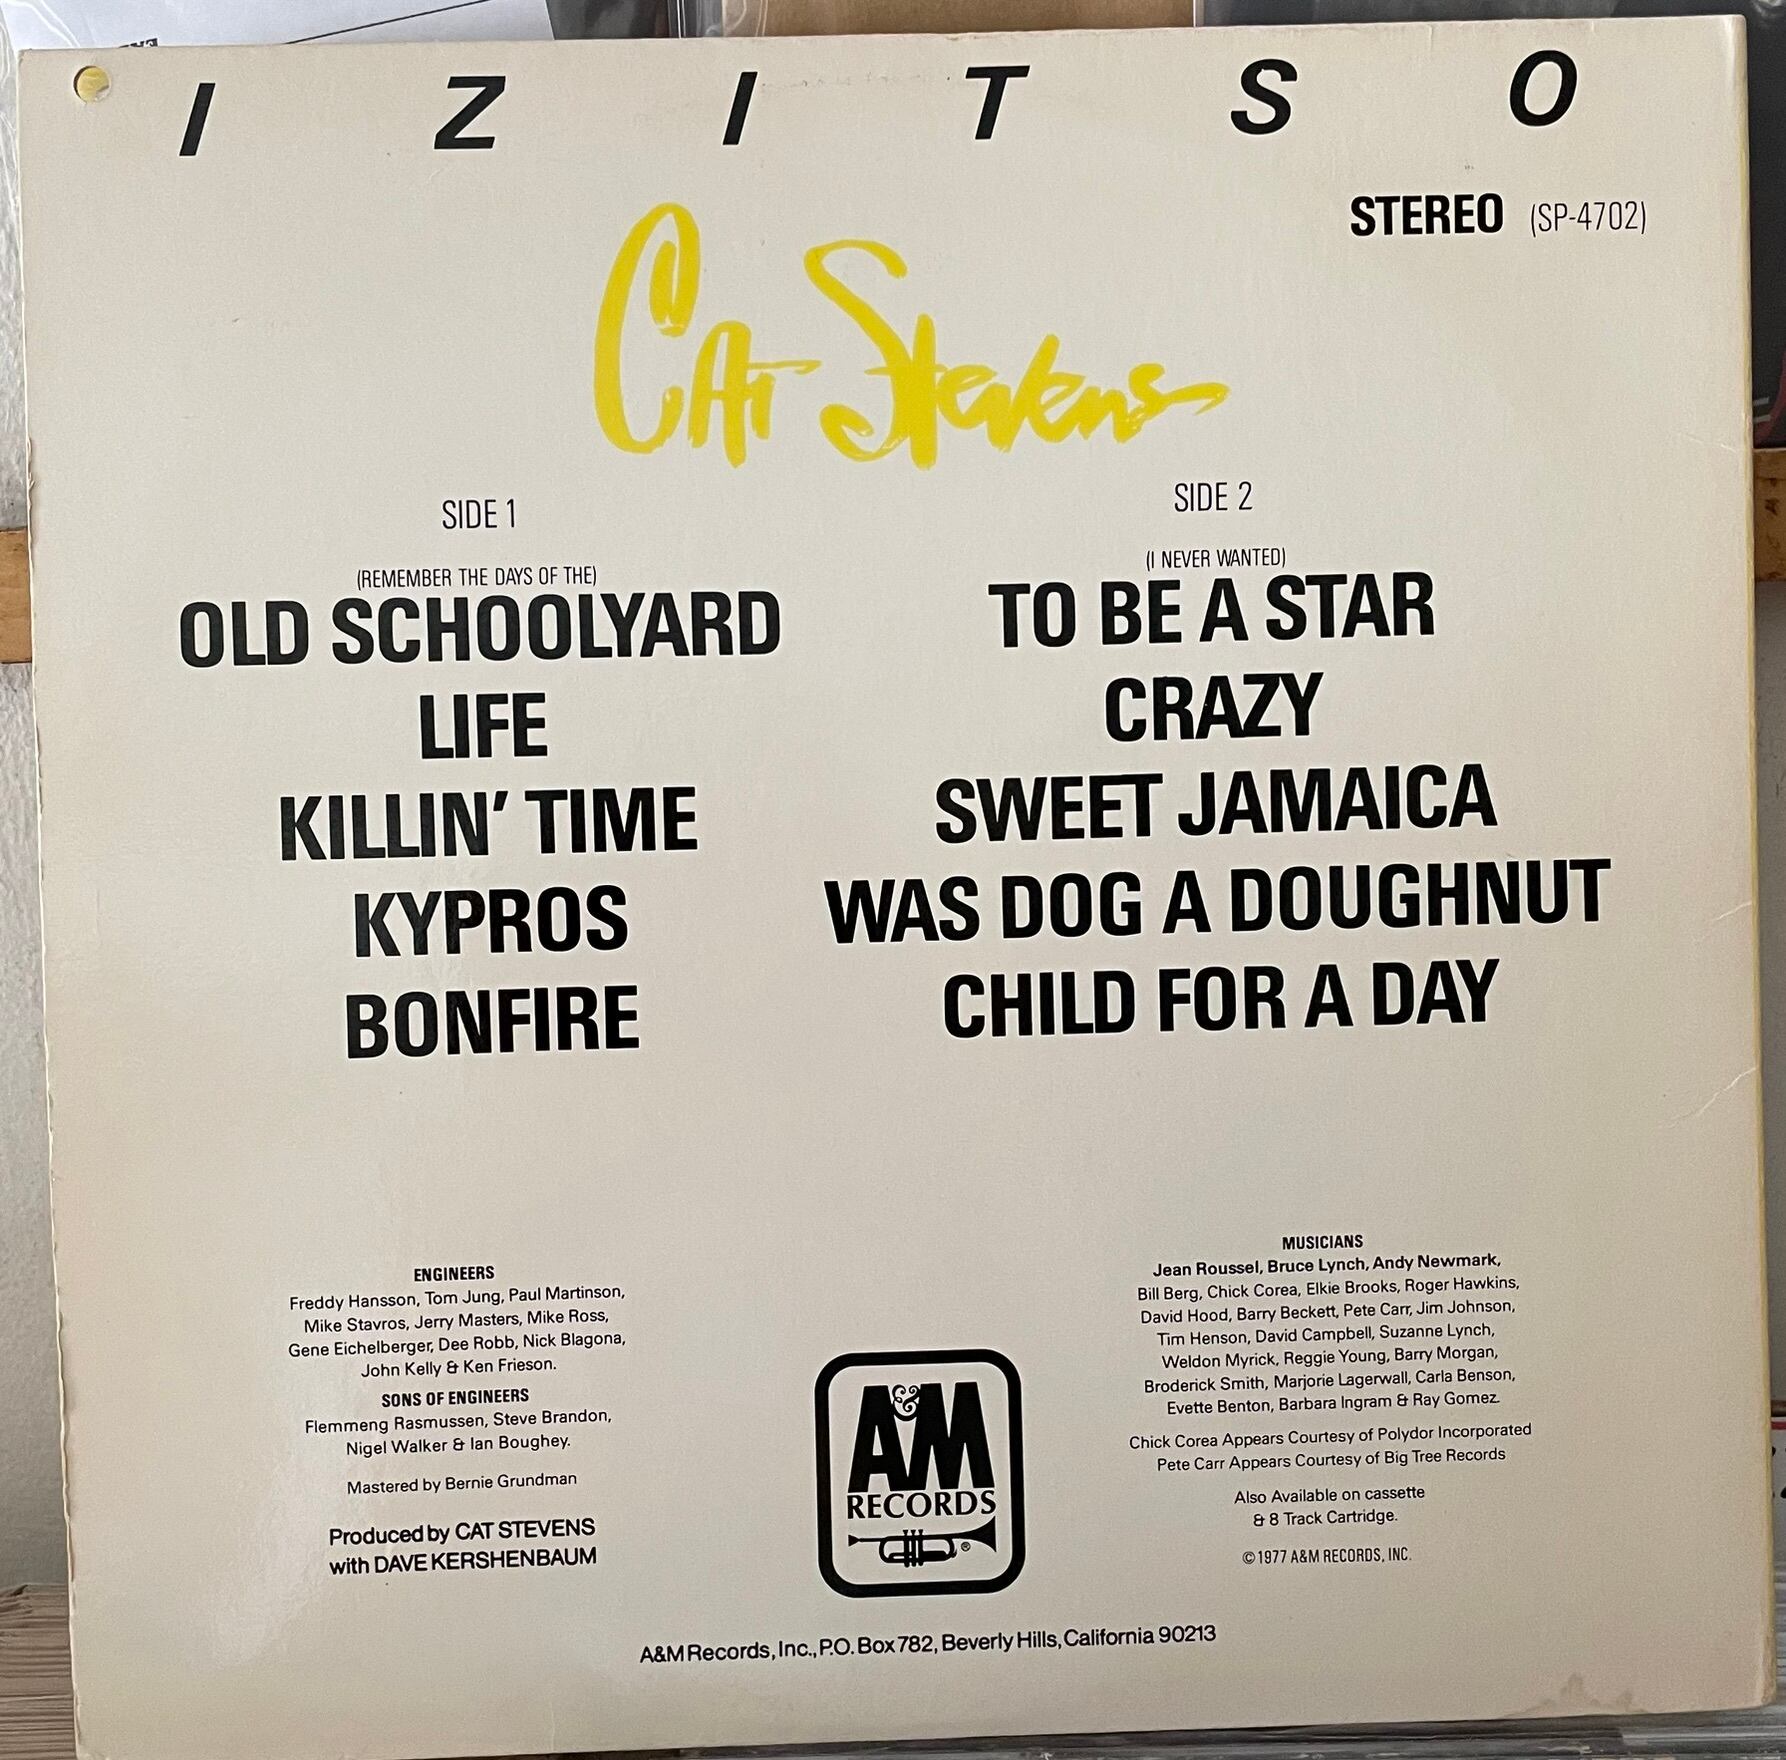 I Z I T S O
STEREO (SP-4702)
Cat Stevens
SIDE 1
(REMEMBER THE DAYS OF THE)
OLD SCHOOLYARD
LIFE
KILLIN' TIME
KYPROS
BONFIRE
SIDE 2
(I NEVER WANTED)
TO BE A STAR
CRAZY
SWEET JAMAICA
WAS DOG A DOUGHNUT
CHILD FOR A DAY
ENGINEERS
Freddy Hansson, Tom Jung, Paul Martinson,
Mike Stavros, Jerry Masters, Mike Ross,
Gene Eichelberger, Dee Robb, Nick Blagona,
John Kelly & Ken Frieson.
SONS OF ENGINEERS
Flemmeng Rasmussen, Steve Brandon,
Nigel Walker & Ian Boughey.
Mastered by Bernie Grundman
Produced by CAT STEVENS
with DAVE KERSHENBAUM
A&M
RECORDS
®
MUSICIANS
Jean Roussel, Bruce Lynch, Andy Newmark,
Bill Berg, Chick Corea, Elkie Brooks, Roger Hawkins,
David Hood, Barry Beckett, Pete Carr, Jim Johnson,
Tim Henson, David Campbell, Suzanne Lynch,
Weldon Myrick, Reggie Young, Barry Morgan,
Broderick Smith, Marjorie Lagerwall, Carla Benson,
Evette Benton, Barbara Ingram & Ray Gomez.
Chick Corea Appears Courtesy of Polydor Incorporated
Pete Carr Appears Courtesy of Big Tree Records
Also Available on cassette
& 8 Track Cartridge.
©1977 A&M RECORDS, INC.
A&M Records, Inc., P.O. Box 782, Beverly Hills, California 90213